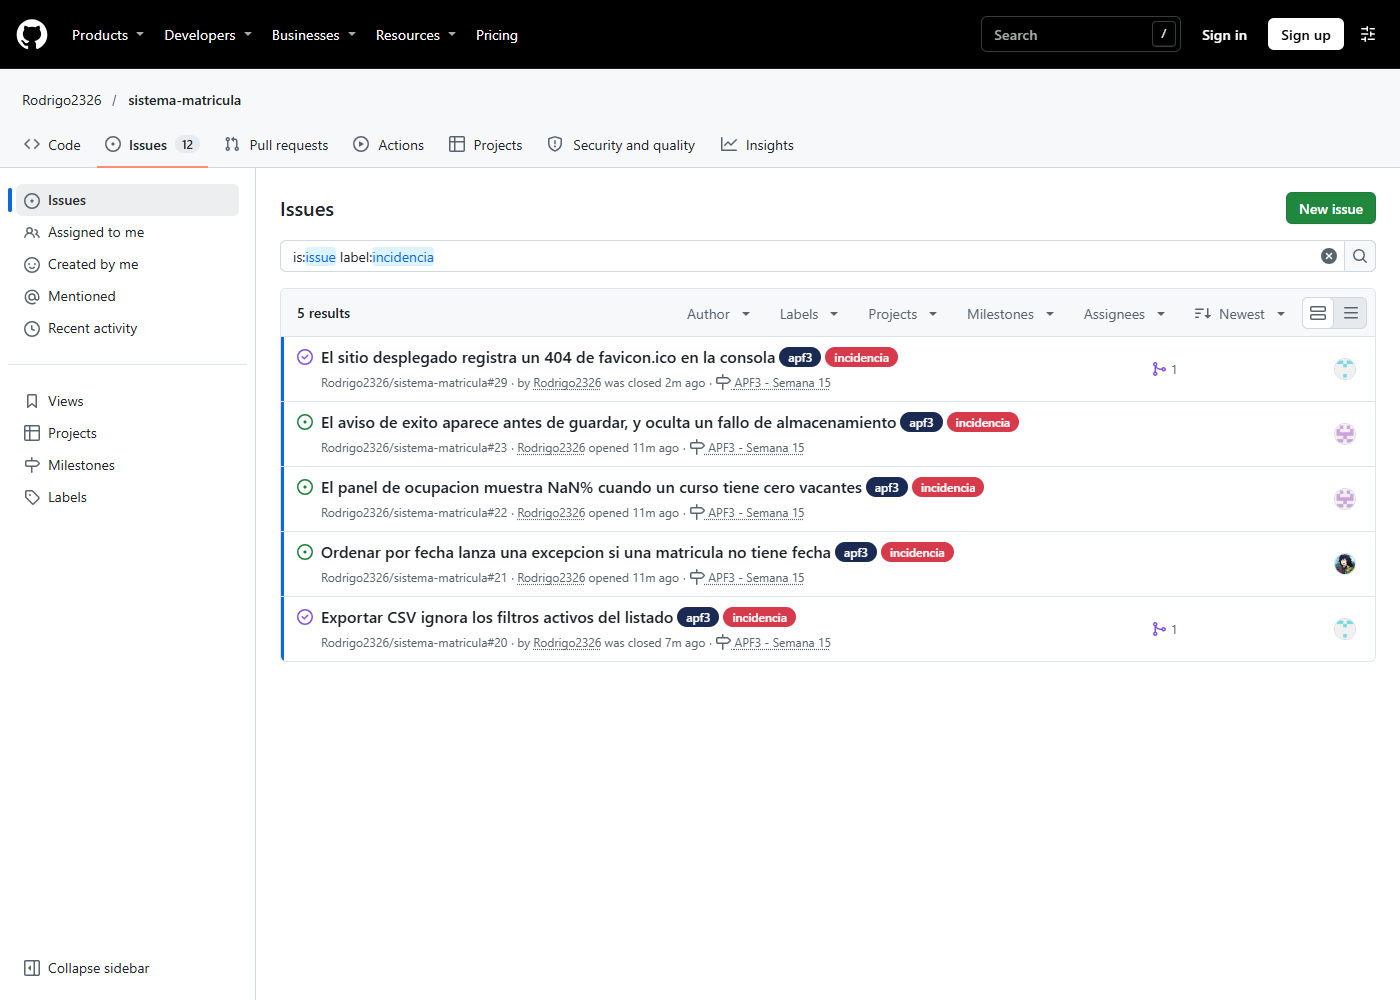 Products Developers Businesses Resources Pricing Search / Sign in Sign up
Rodrigo2326 / sistema-matricula
Code Issues 12 Pull requests Actions Projects Security and quality Insights
Issues
Assigned to me
Created by me
Mentioned
Recent activity
Views
Projects
Milestones
Labels
Collapse sidebar
Issues New issue
is:issue label:incidencia
5 results Author Labels Projects Milestones Assignees Newest
El sitio desplegado registra un 404 de favicon.ico en la consola apf3 incidencia
Rodrigo2326/sistema-matricula#29 · by Rodrigo2326 was closed 2m ago · APF3 - Semana 15
1
El aviso de exito aparece antes de guardar, y oculta un fallo de almacenamiento apf3 incidencia
Rodrigo2326/sistema-matricula#23 · Rodrigo2326 opened 11m ago · APF3 - Semana 15
El panel de ocupacion muestra NaN% cuando un curso tiene cero vacantes apf3 incidencia
Rodrigo2326/sistema-matricula#22 · Rodrigo2326 opened 11m ago · APF3 - Semana 15
Ordenar por fecha lanza una excepcion si una matricula no tiene fecha apf3 incidencia
Rodrigo2326/sistema-matricula#21 · Rodrigo2326 opened 11m ago · APF3 - Semana 15
Exportar CSV ignora los filtros activos del listado apf3 incidencia
Rodrigo2326/sistema-matricula#20 · by Rodrigo2326 was closed 7m ago · APF3 - Semana 15
1